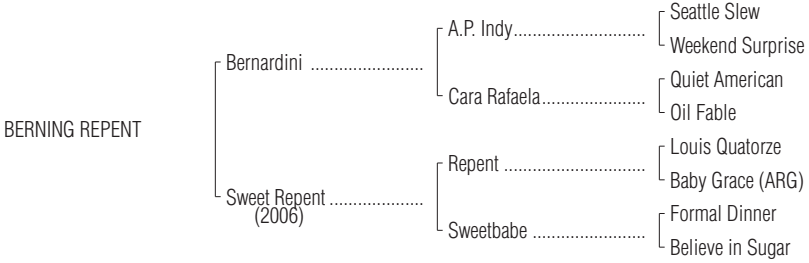 Seattle Slew
A.P. Indy..............................
Weekend Surprise
Bernardini ..........................
Quiet American
Cara Rafaela........................
Oil Fable
BERNING REPENT
Louis Quatorze
Repent ................................
Baby Grace (ARG)
Sweet Repent .....................
(2006)
Formal Dinner
Sweetbabe ..........................
Believe in Sugar